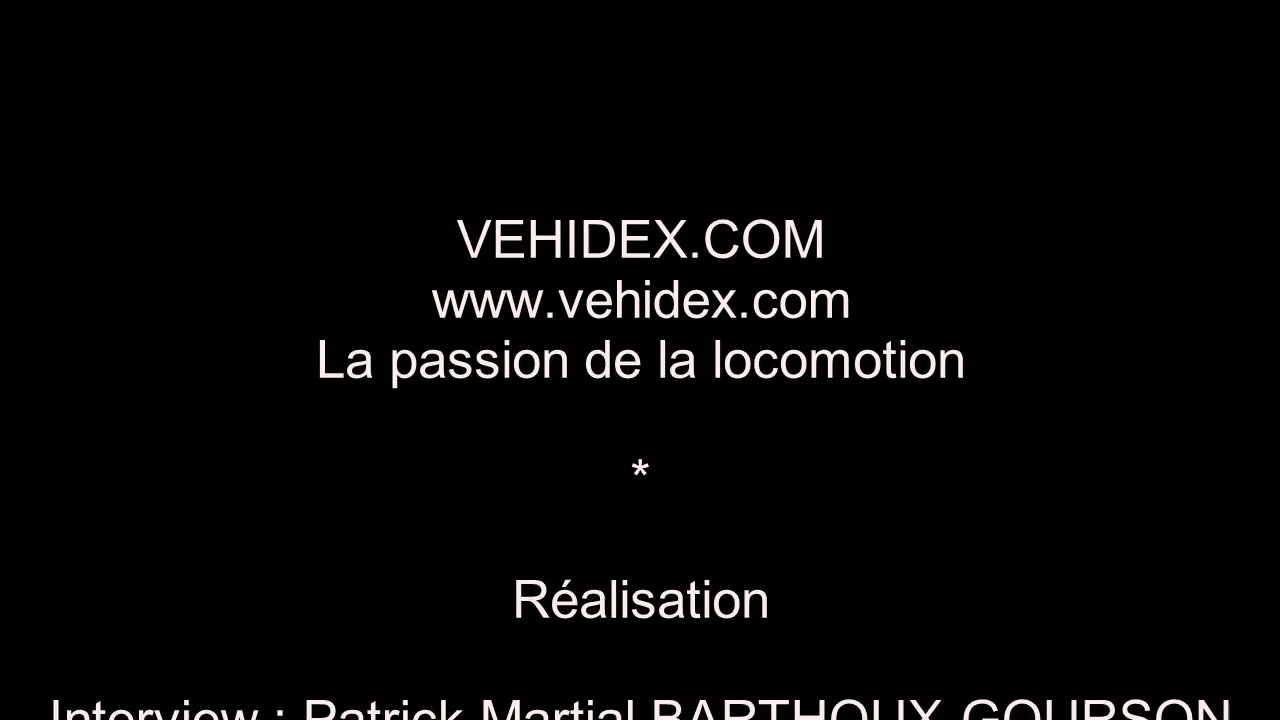 VEHIDEX.COM
www.vehidex.com
La passion de la locomotion
*
Réalisation
Interview : Patrick Martial BARTHOUX GOURSON